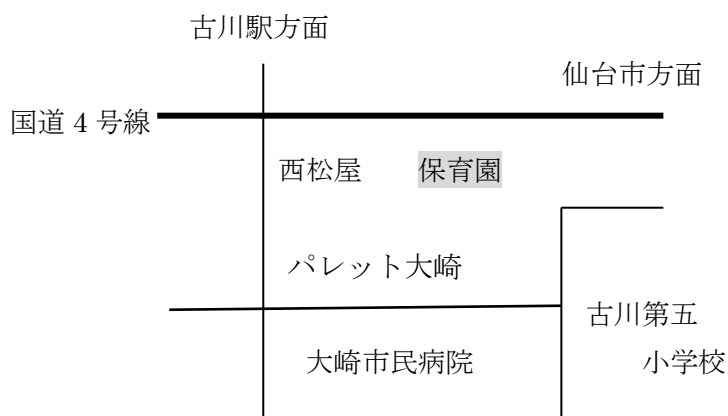 古川駅方面
仙台市方面
国道４号線
西松屋
保育園
パレット大崎
古川第五
小学校
大崎市民病院